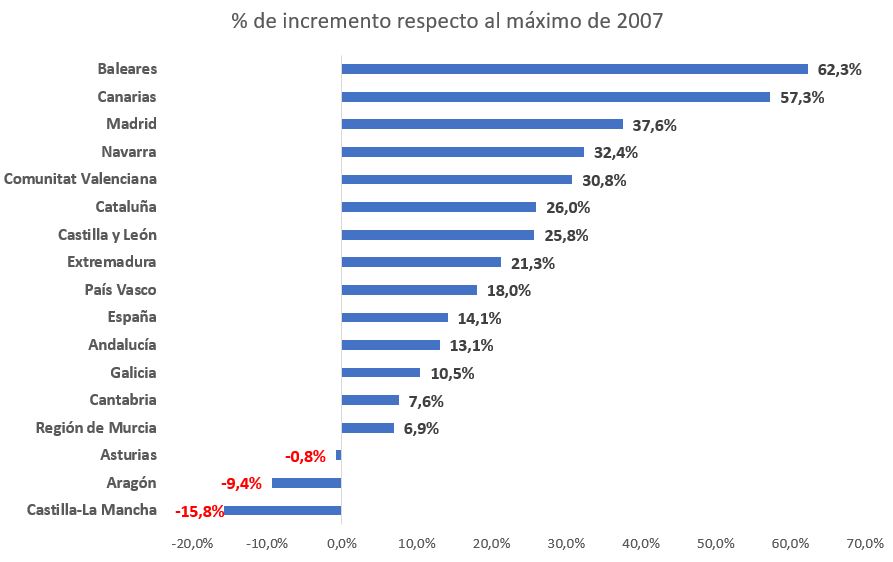 % de incremento respecto al máximo de 2007
Baleares 62,3%
Canarias 57,3%
Madrid 37,6%
Navarra 32,4%
Comunitat Valenciana 30,8%
Cataluña 26,0%
Castilla y León 25,8%
Extremadura 21,3%
País Vasco 18,0%
España 14,1%
Andalucía 13,1%
Galicia 10,5%
Cantabria 7,6%
Región de Murcia 6,9%
Asturias -0,8%
Aragón -9,4%
Castilla-La Mancha -15,8%
-20,0% -10,0% 0,0% 10,0% 20,0% 30,0% 40,0% 50,0% 60,0% 70,0%